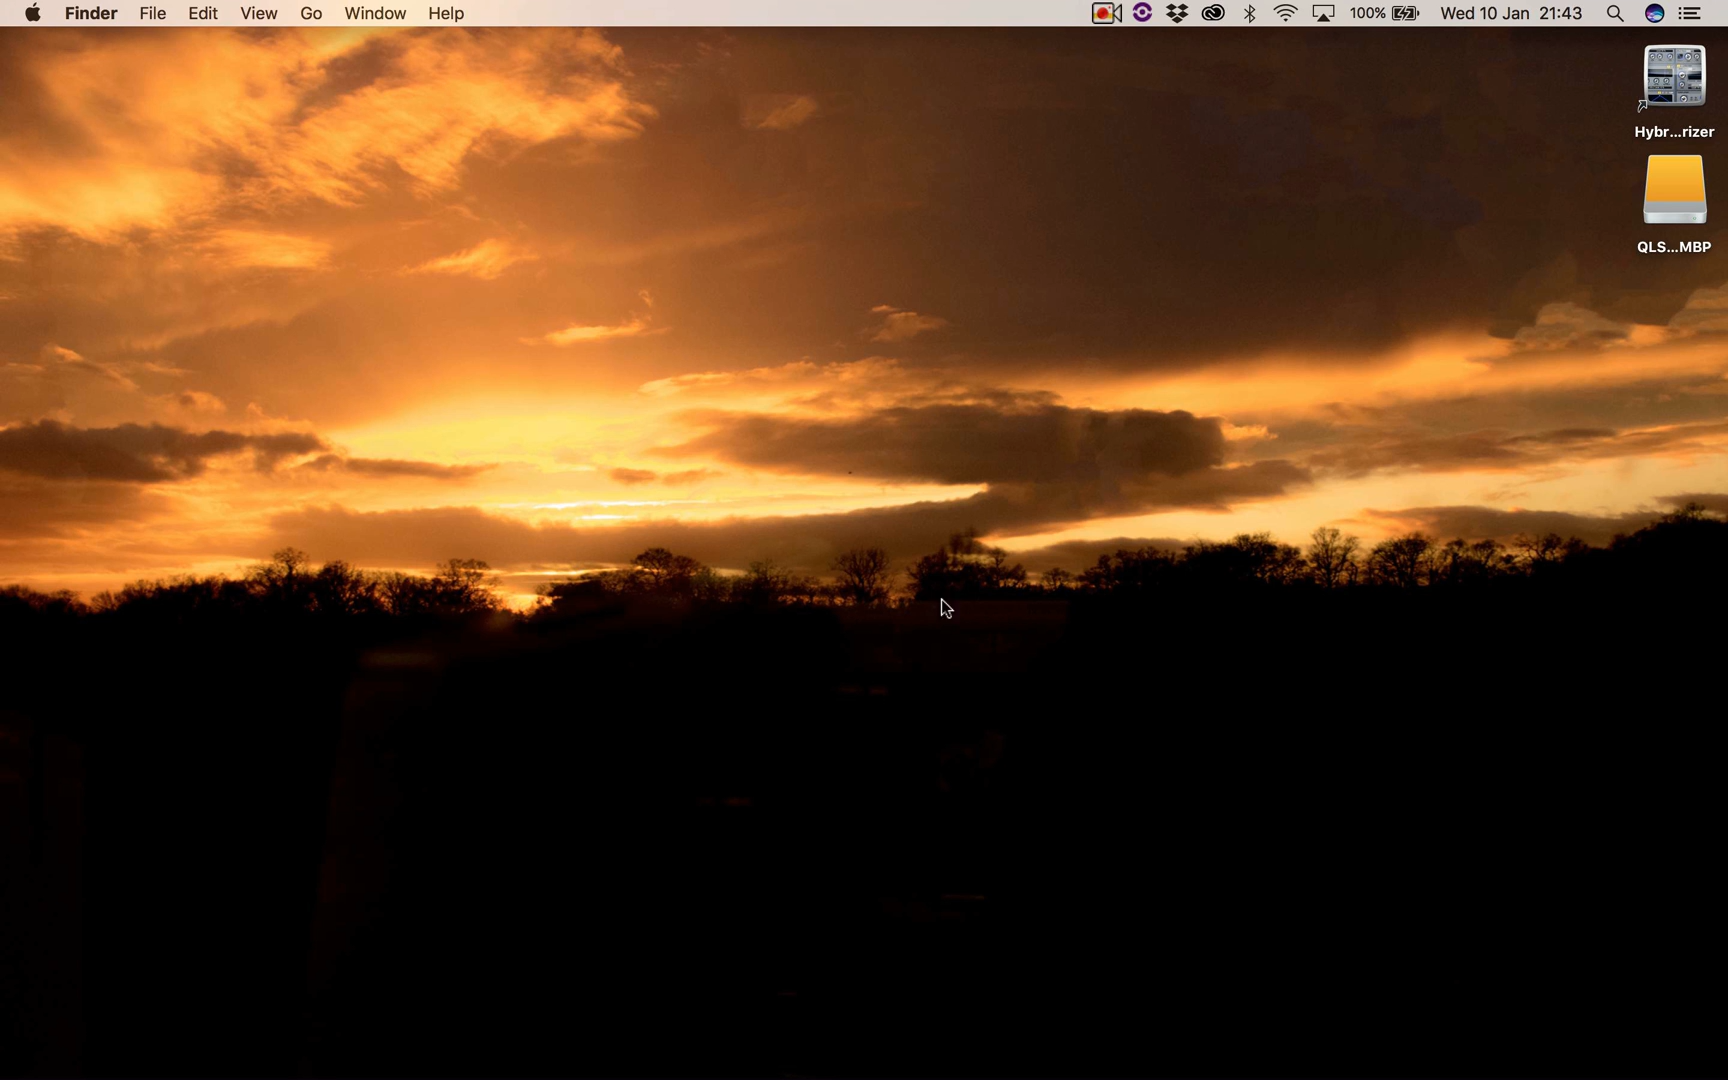 Finder File Edit View Go Window Help 100% Wed 10 Jan 21:43
Hybr...rizer
QLS...MBP